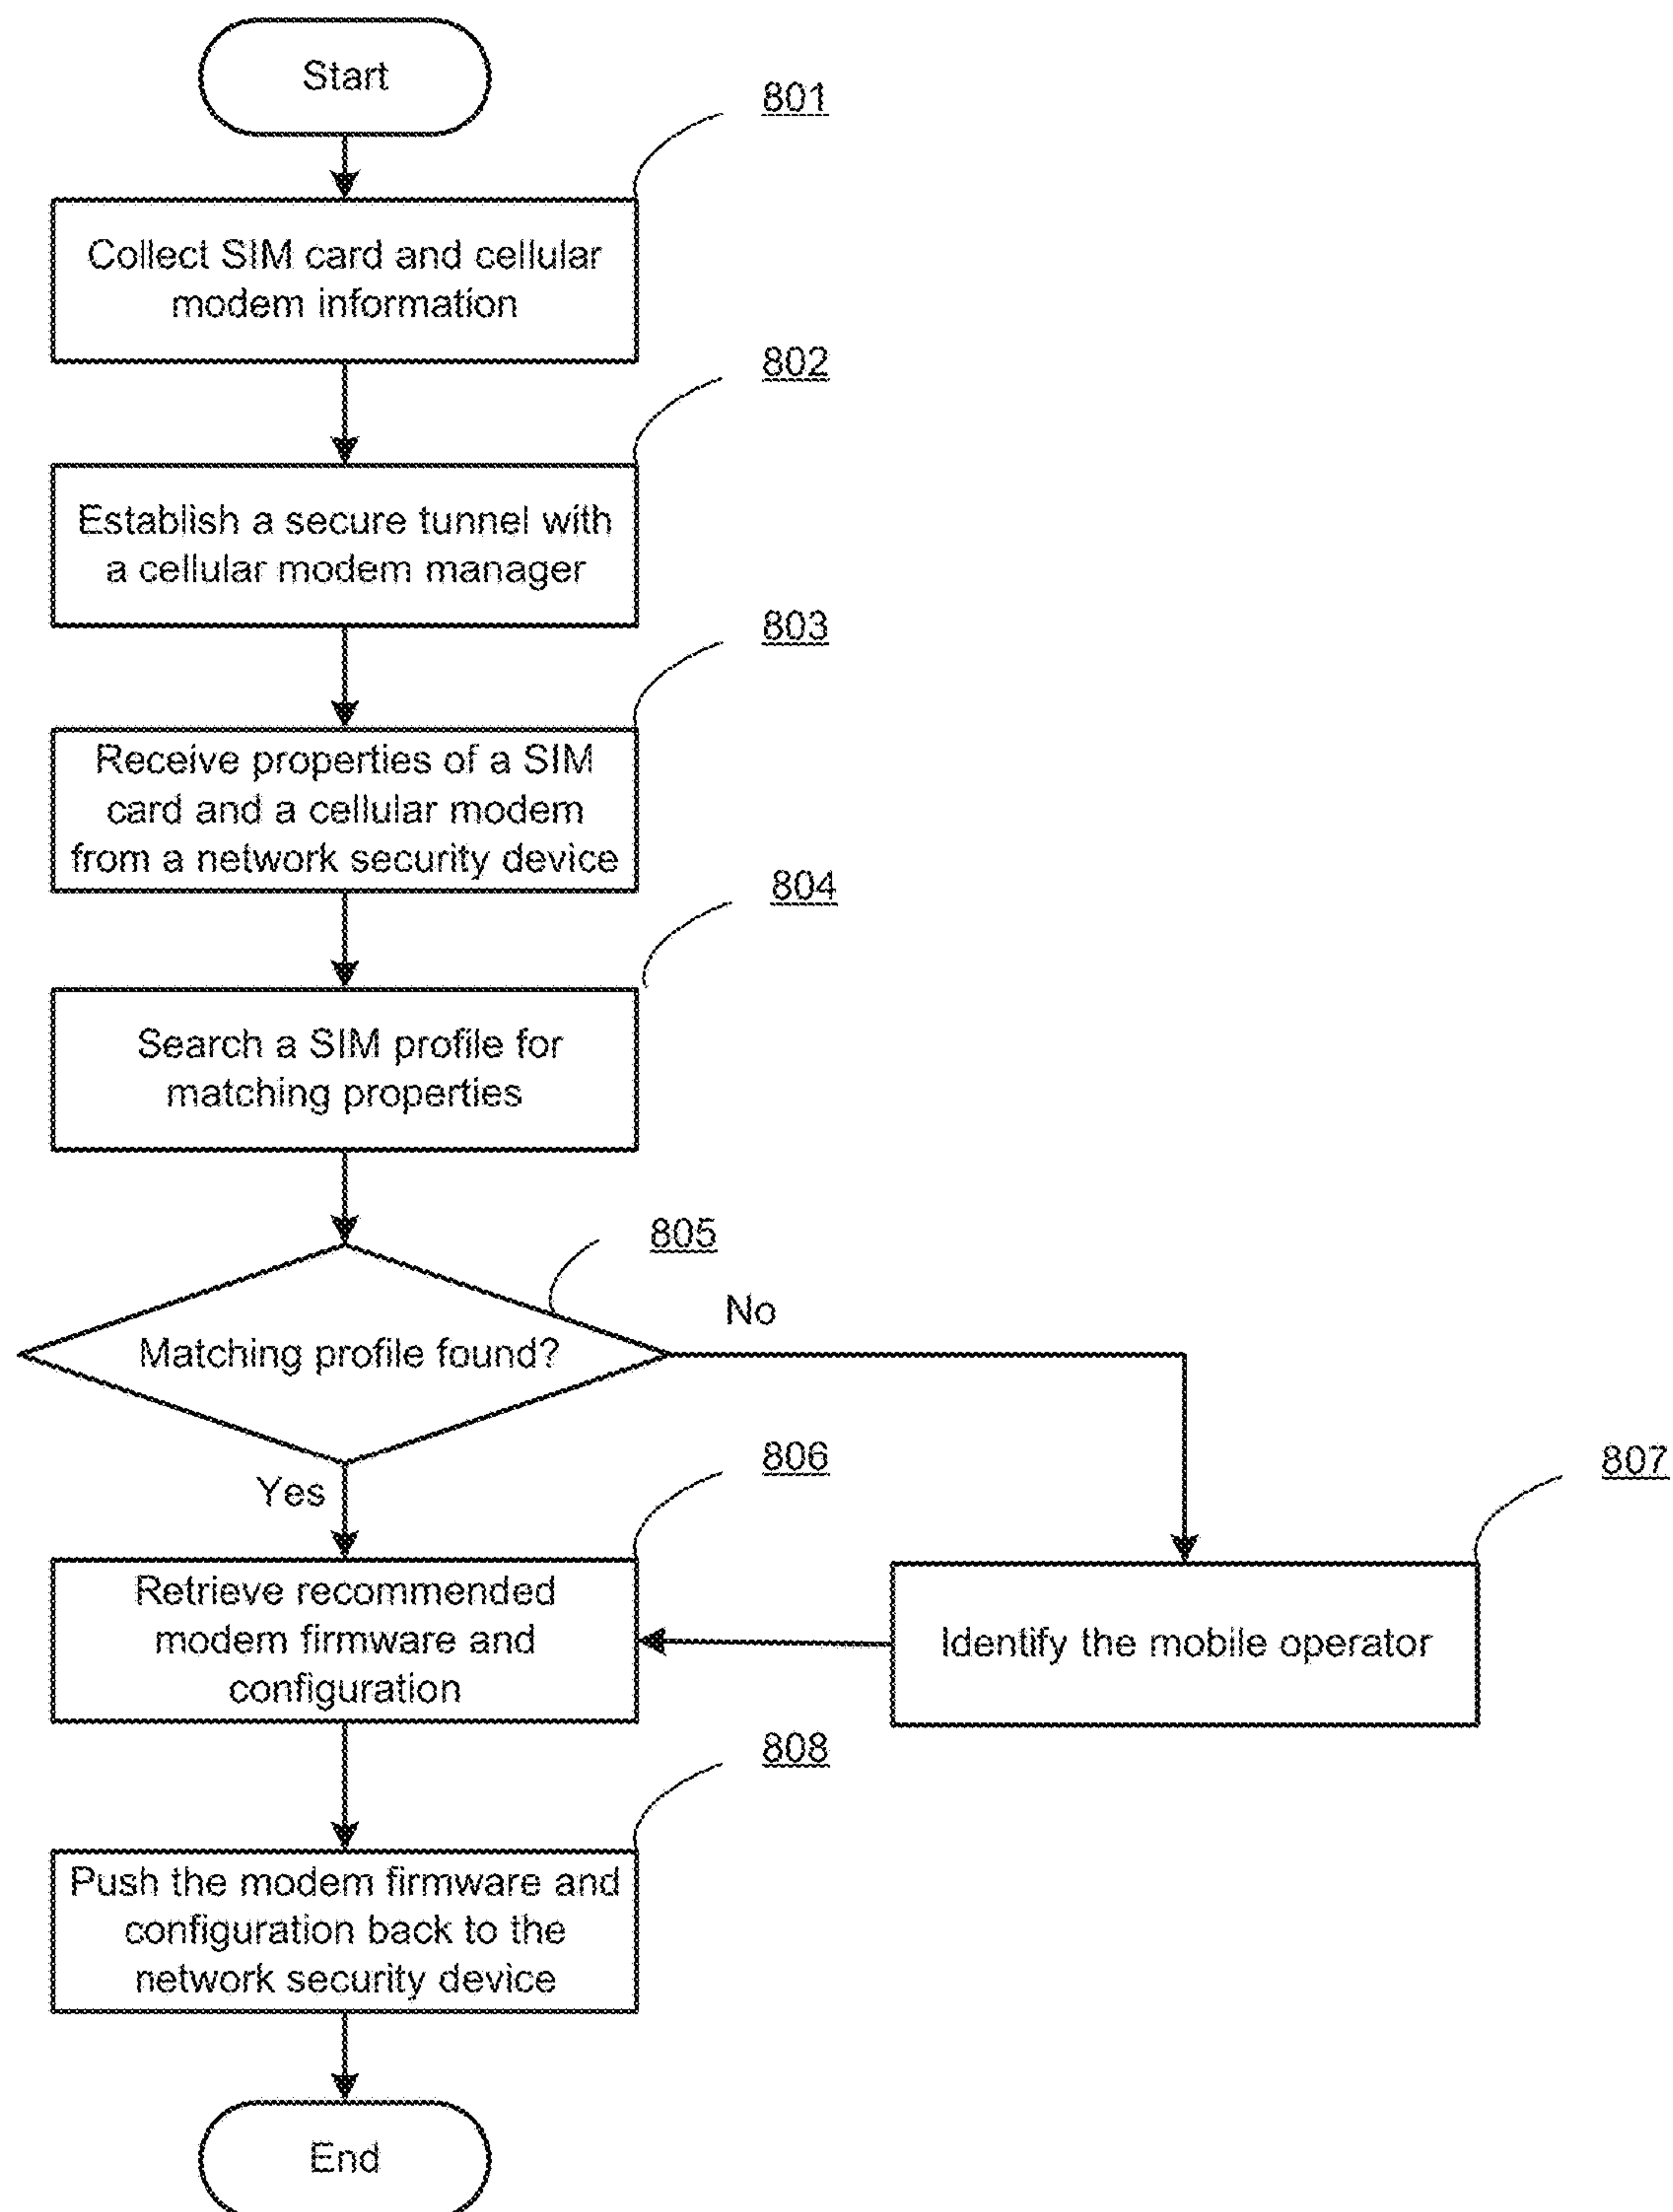 Start
801
Collect SIM card and cellular
modem information
802
Establish a secure tunnel with
a cellular modem manager
803
Receive properties of a SIM
card and a cellular modem
from a network security device
804
Search a SIM profile for
matching properties
805
Matching profile found?
No
Yes
806
Retrieve recommended
modem firmware and
configuration
807
Identify the mobile operator
808
Push the modem firmware and
configuration back to the
network security device
End